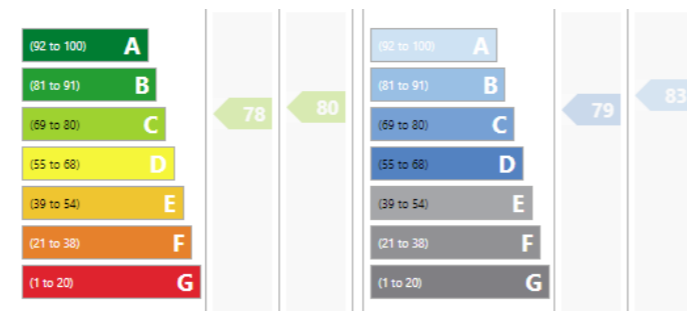 (92 to 100) A
(81 to 91) B
(69 to 80) C
(55 to 68) D
(39 to 54) E
(21 to 38) F
(1 to 20) G
78
80
(92 to 100) A
(81 to 91) B
(69 to 80) C
(55 to 68) D
(39 to 54) E
(21 to 38) F
(1 to 20) G
79
83